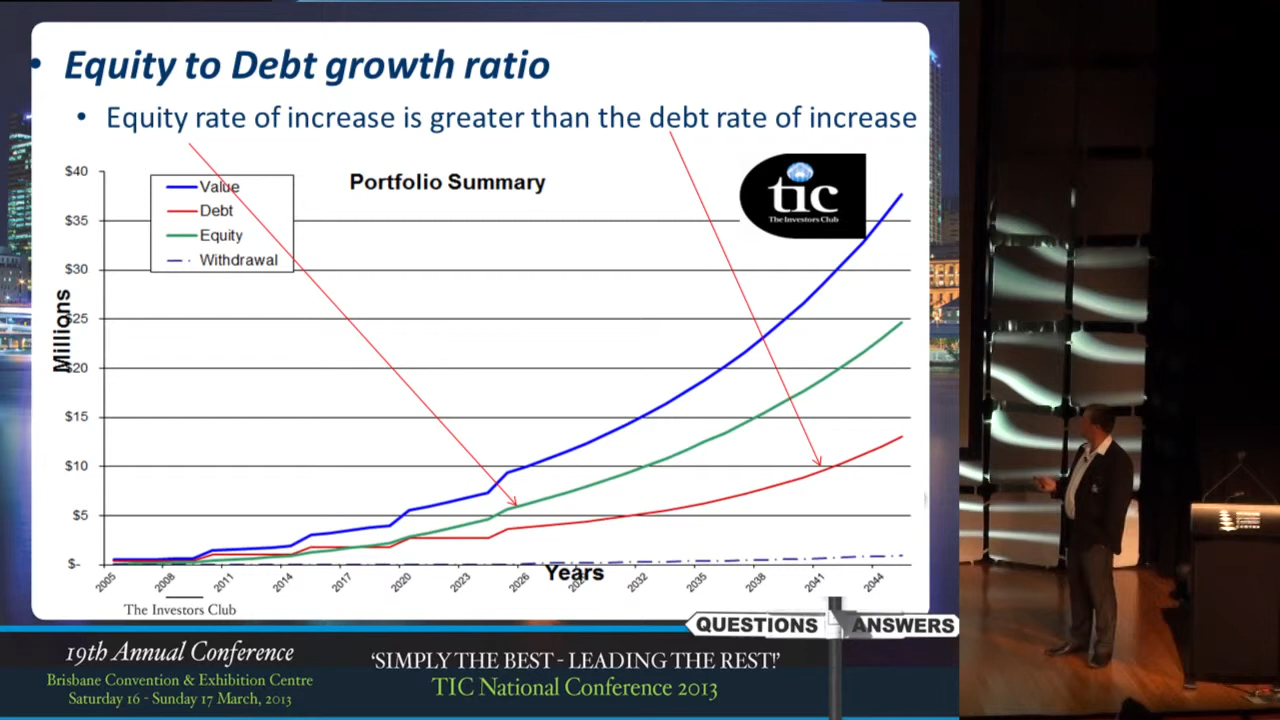 • Equity to Debt growth ratio
• Equity rate of increase is greater than the debt rate of increase
Portfolio Summary
Value
Debt
Equity
Withdrawal
tic
The Investors Club
Millions
$40
$35
$30
$25
$20
$15
$10
$5
$-
2005
2008
2011
2014
2017
2020
2023
2026
2032
2035
2038
2041
2044
Years
The Investors Club
QUESTIONS ANSWERS
19th Annual Conference
Brisbane Convention & Exhibition Centre
Saturday 16 - Sunday 17 March, 2013
'SIMPLY THE BEST - LEADING THE REST!'
TIC National Conference 2013